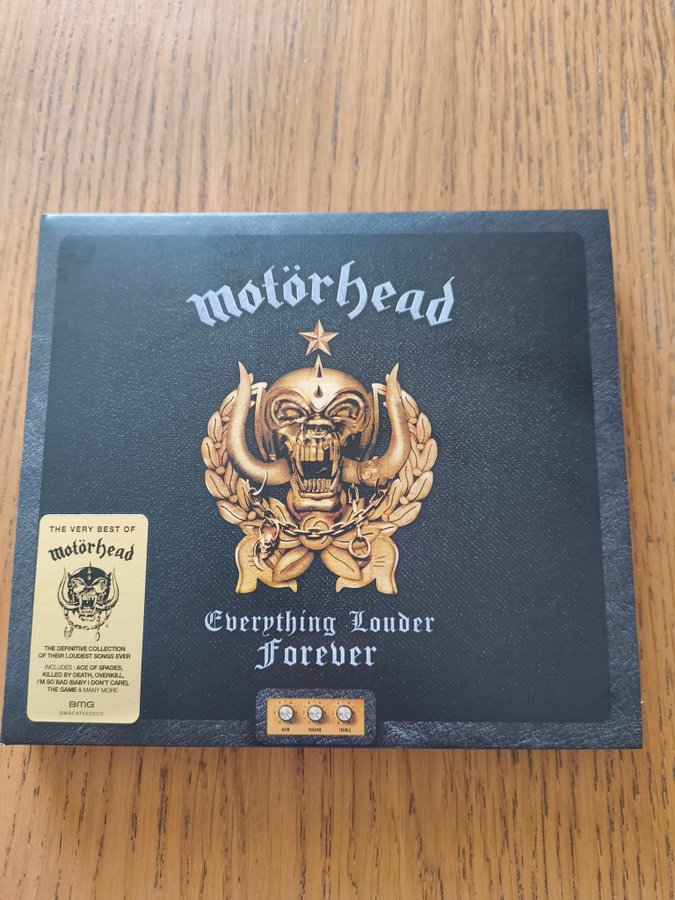 motörhead
Everything Louder
Forever
THE VERY BEST OF
motörhead
THE DEFINITIVE COLLECTION
OF THEIR LOUDEST SONGS EVER
INCLUDES : ACE OF SPADES,
KILLED BY DEATH, OVERKILL,
I'M SO BAD (BABY I DON'T CARE),
THE GAME & MANY MORE
BMG
GAIN VOLUME TREBLE